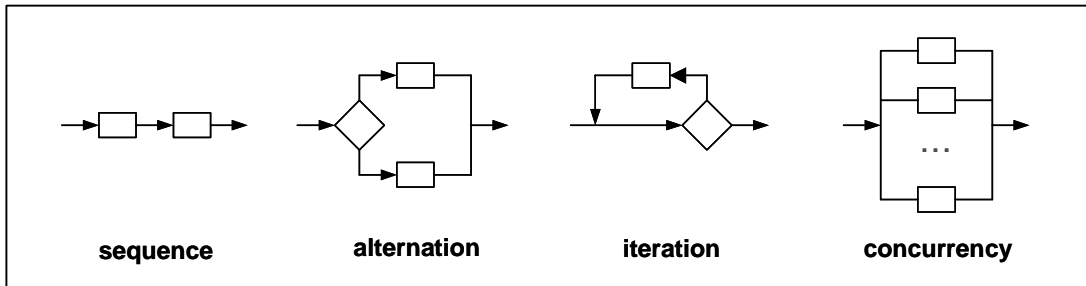 ...
sequence
alternation
iteration
concurrency